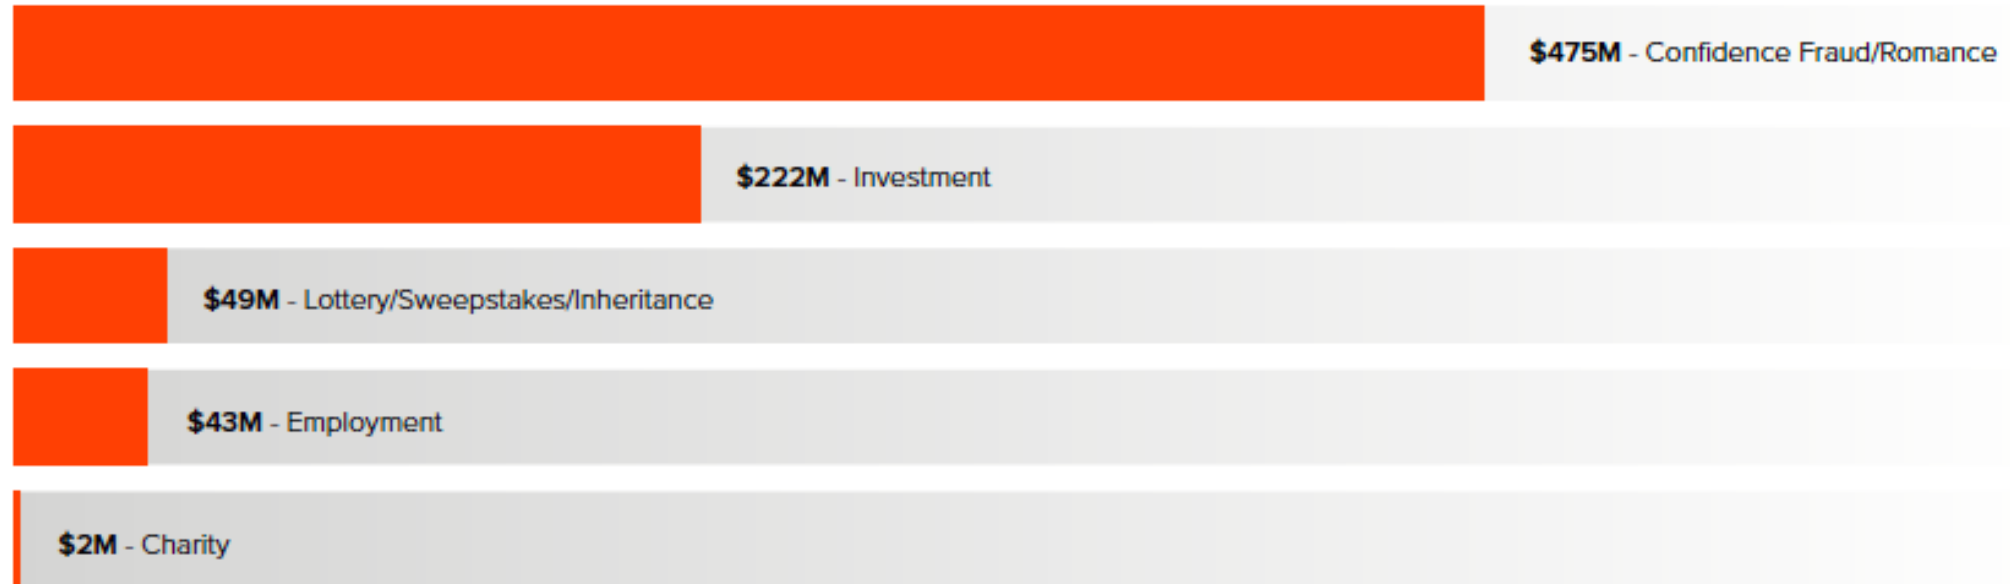 $475M - Confidence Fraud/Romance
$222M - Investment
$49M - Lottery/Sweepstakes/Inheritance
$43M - Employment
$2M - Charity